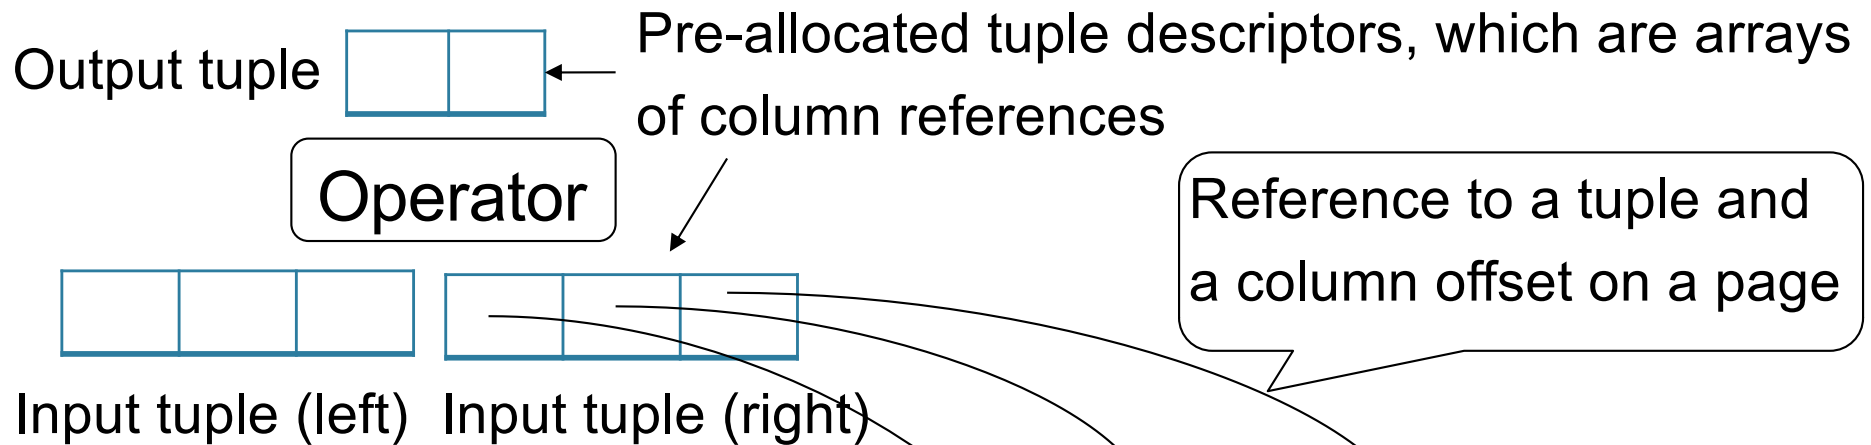 Output tuple
Pre-allocated tuple descriptors, which are arrays
of column references
Operator
Reference to a tuple and
a column offset on a page
Input tuple (left)
Input tuple (right)